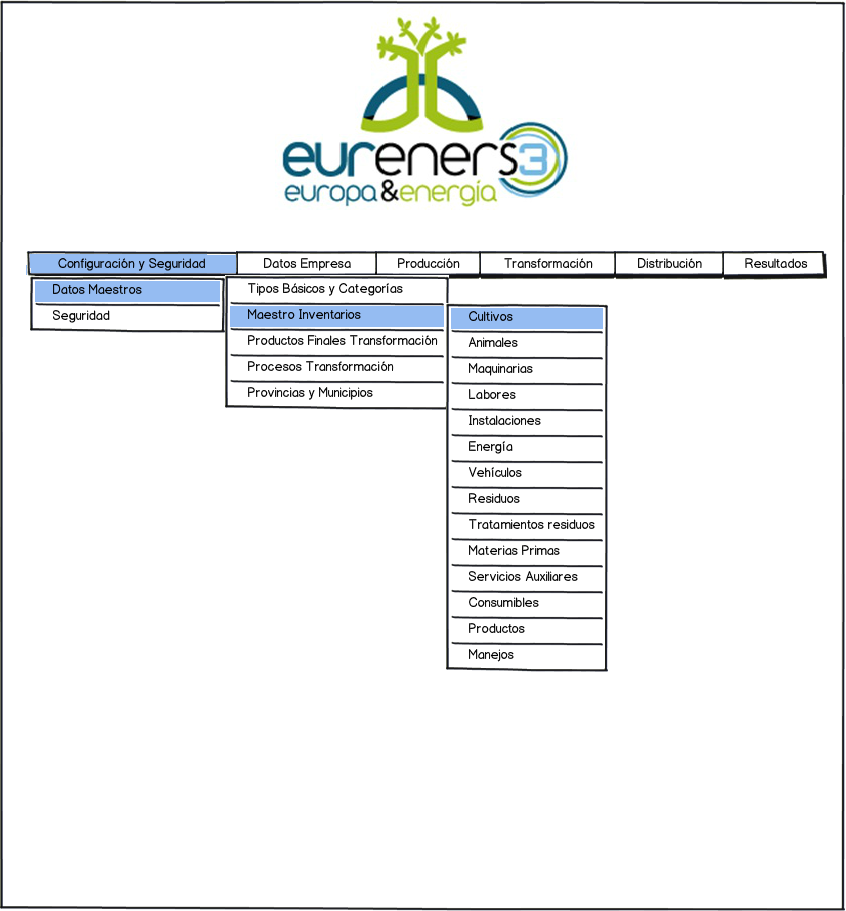 eureners3
europa&energía
Configuración y Seguridad Datos Empresa Producción Transformación Distribución Resultados
Datos Maestros
Seguridad
Tipos Básicos y Categorías
Maestro Inventarios
Productos Finales Transformación
Procesos Transformación
Provincias y Municipios
Cultivos
Animales
Maquinarias
Labores
Instalaciones
Energía
Vehículos
Residuos
Tratamientos residuos
Materias Primas
Servicios Auxiliares
Consumibles
Productos
Manejos